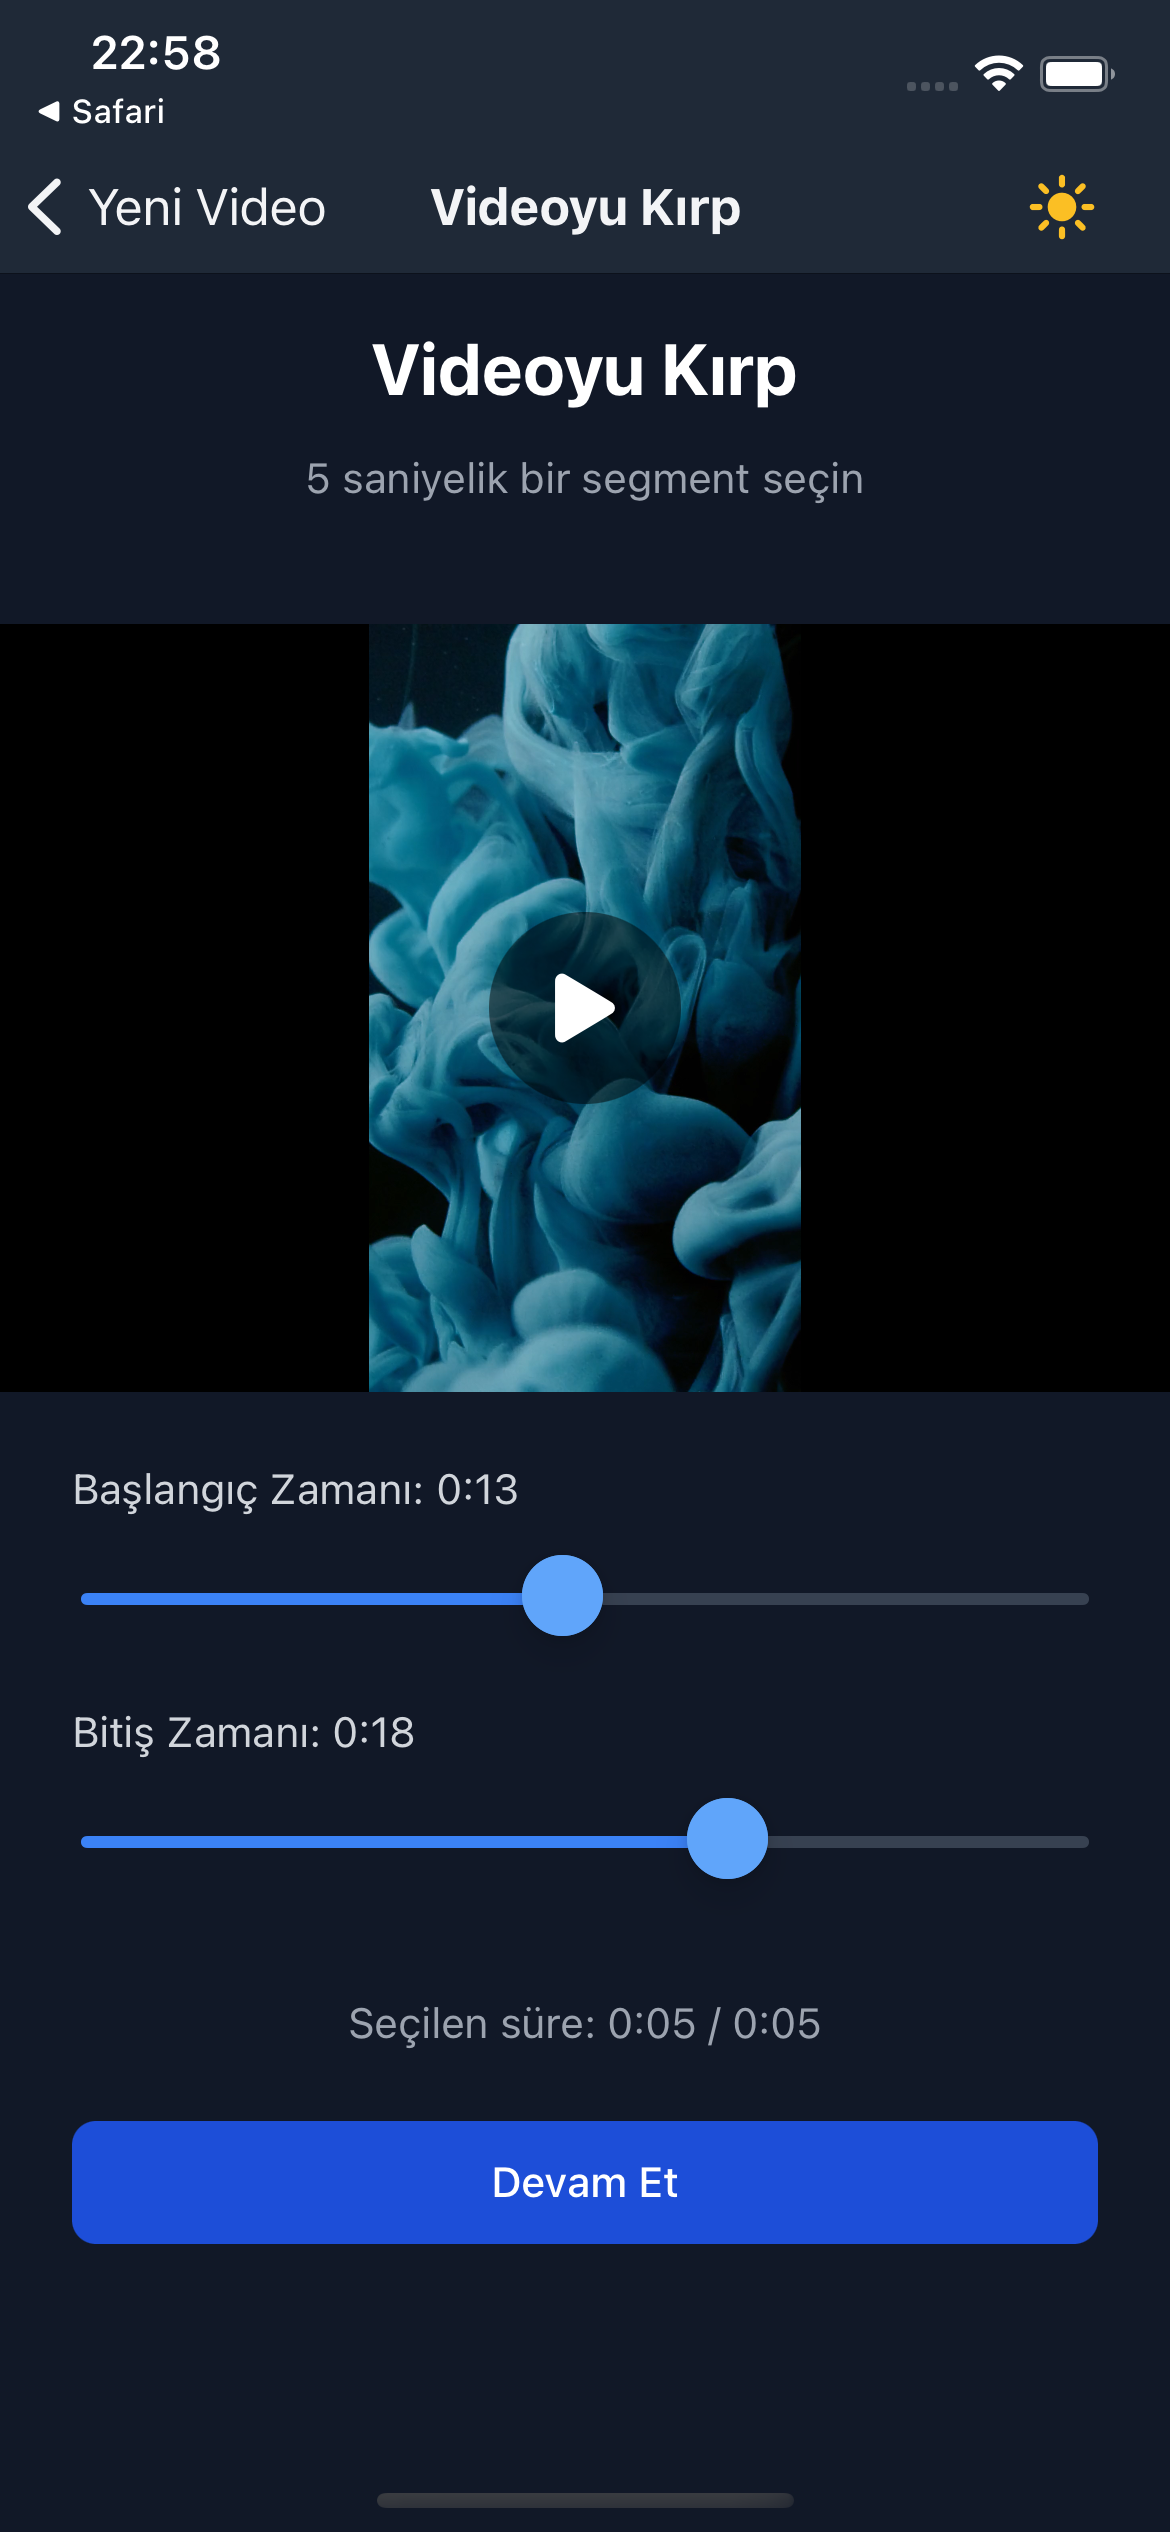 22:58
Safari
Yeni Video
Videoyu Kırp
Videoyu Kırp
5 saniyelik bir segment seçin
Başlangıç Zamanı: 0:13
Bitiş Zamanı: 0:18
Seçilen süre: 0:05 / 0:05
Devam Et